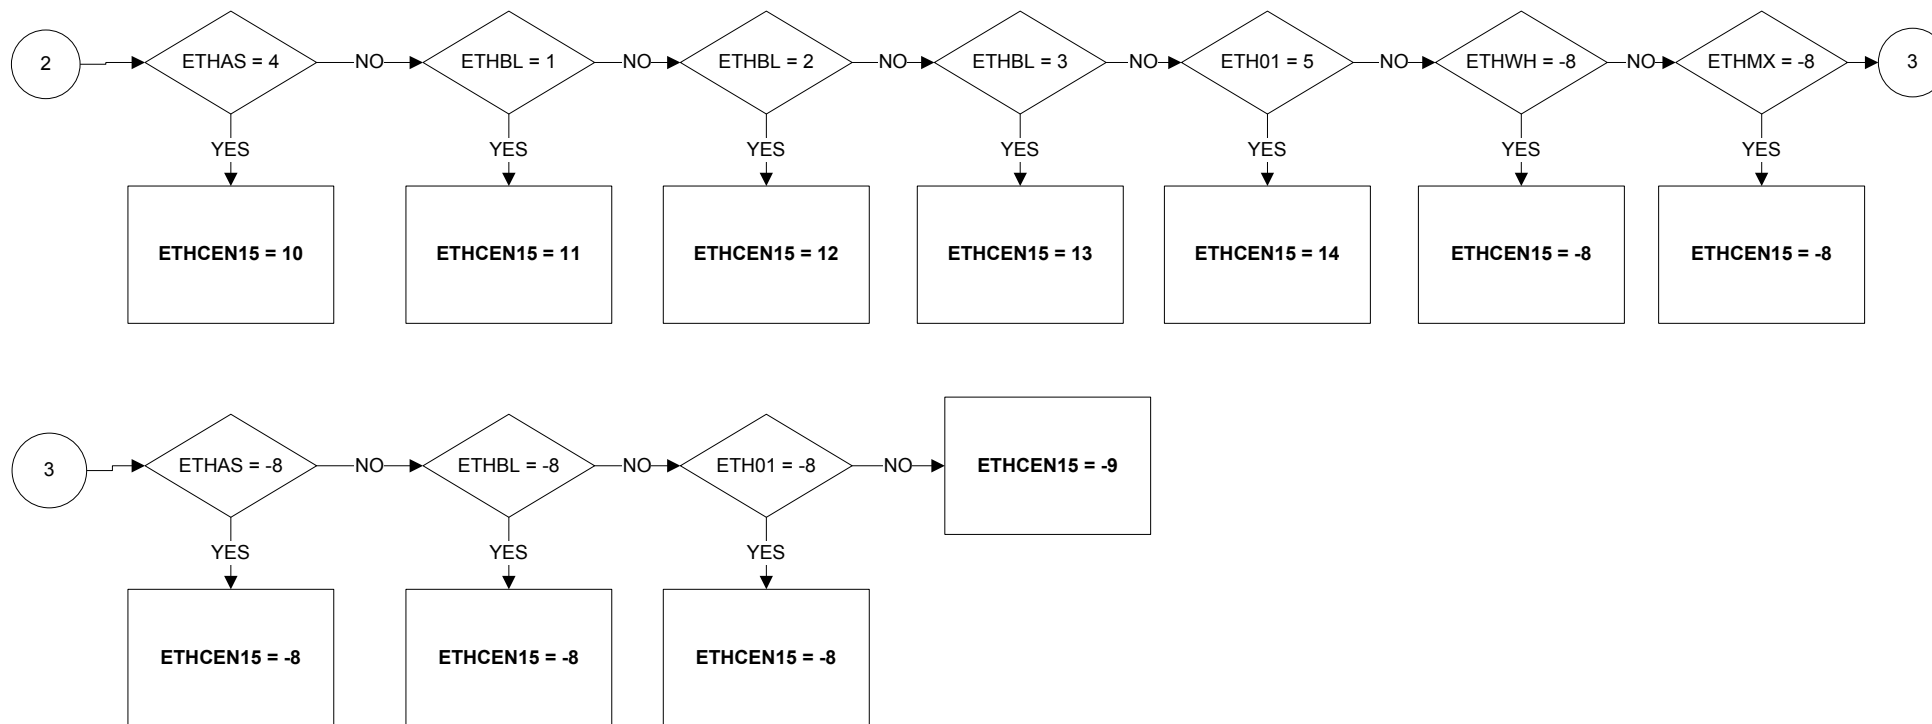 2
ETHAS = 4
NO
ETHBL = 1
NO
ETHBL = 2
NO
ETHBL = 3
NO
ETH01 = 5
NO
ETHWH = -8
NO
ETHMX = -8
3
YES
YES
YES
YES
YES
YES
YES
ETHCEN15 = 10
ETHCEN15 = 11
ETHCEN15 = 12
ETHCEN15 = 13
ETHCEN15 = 14
ETHCEN15 = -8
ETHCEN15 = -8
3
ETHAS = -8
NO
ETHBL = -8
NO
ETH01 = -8
NO
ETHCEN15 = -9
YES
YES
YES
ETHCEN15 = -8
ETHCEN15 = -8
ETHCEN15 = -8